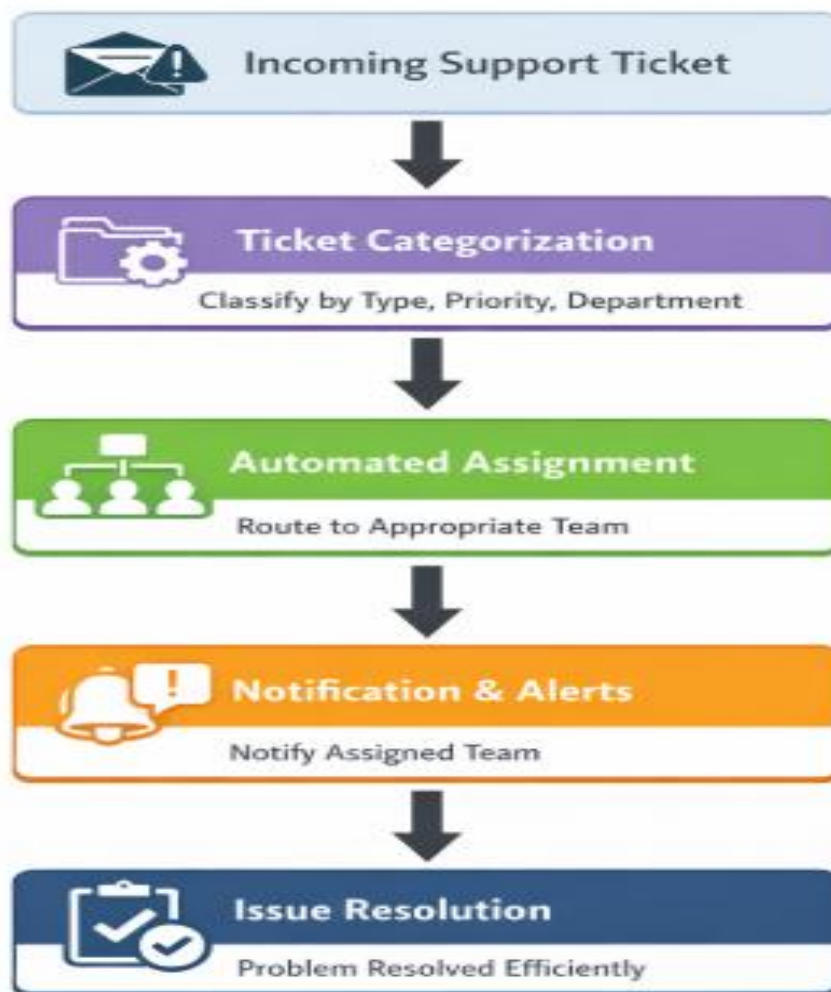 Incoming Support Ticket
Ticket Categorization
Classify by Type, Priority, Department
Automated Assignment
Route to Appropriate Team
Notification & Alerts
Notify Assigned Team
Issue Resolution
Problem Resolved Efficiently